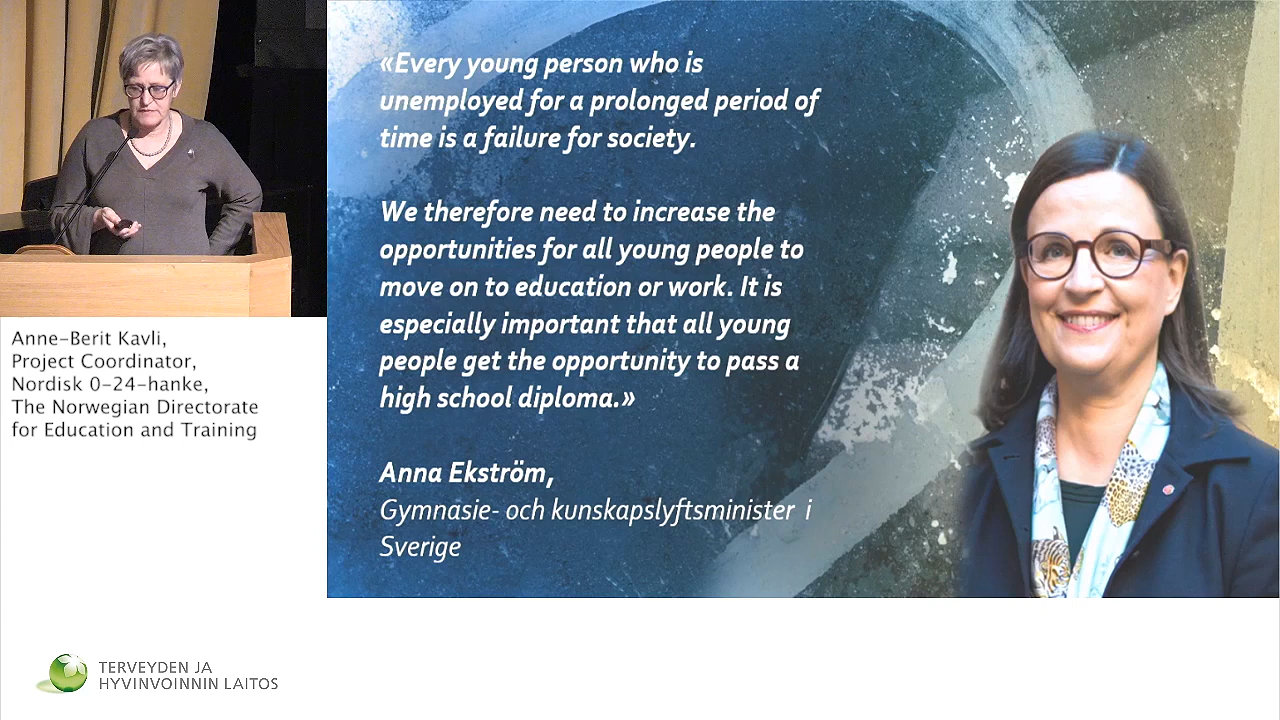 «Every young person who is
unemployed for a prolonged period of
time is a failure for society.
We therefore need to increase the
opportunities for all young people to
move on to education or work. It is
especially important that all young
people get the opportunity to pass a
high school diploma.»
Anna Ekström,
Gymnasie- och kunskapslyftsminister i
Sverige
Anne-Berit Kavli,
Project Coordinator,
Nordisk 0-24-hanke,
The Norwegian Directorate
for Education and Training
TERVEYDEN JA
HYVINVOINNIN LAITOS